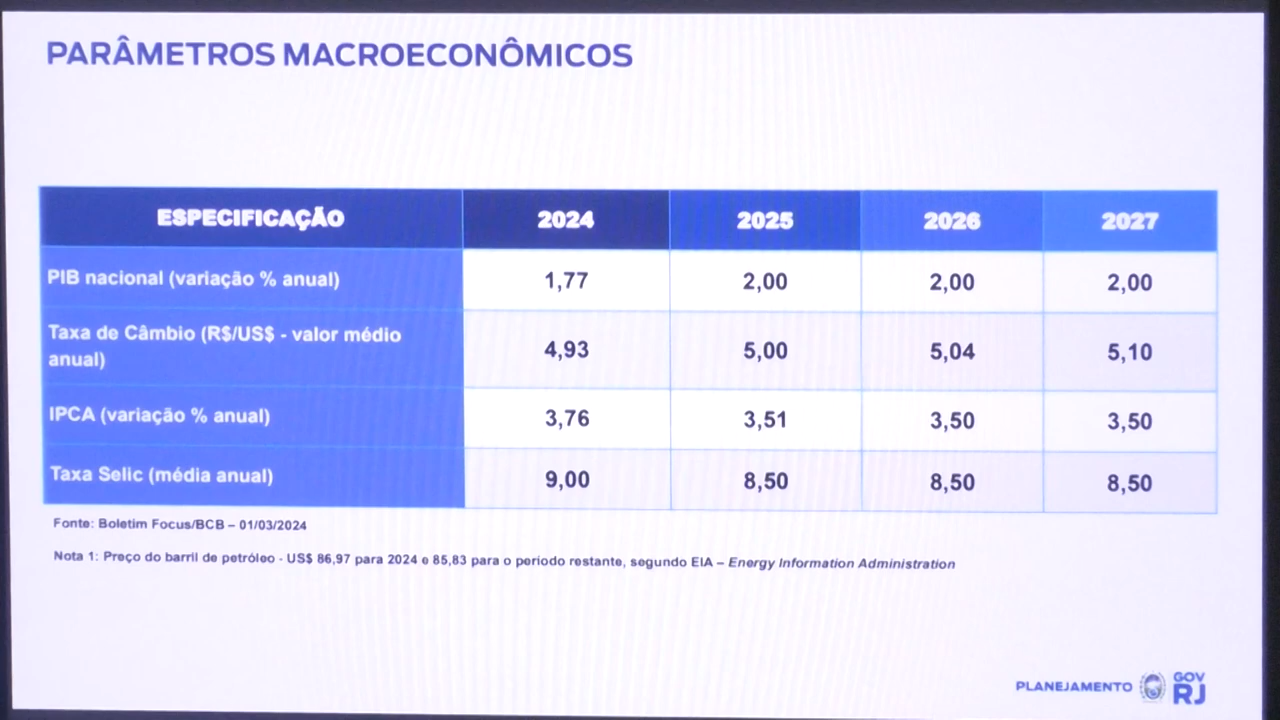 PARÂMETROS MACROECONÔMICOS
ESPECIFICAÇÃO 2024 2025 2026 2027
PIB nacional (variação % anual) 1,77 2,00 2,00 2,00
Taxa de Câmbio (R$/US$ - valor médio
anual) 4,93 5,00 5,04 5,10
IPCA (variação % anual) 3,76 3,51 3,50 3,50
Taxa Selic (média anual) 9,00 8,50 8,50 8,50
Fonte: Boletim Focus/BCB – 01/03/2024
Nota 1: Preço do barril de petróleo - US$ 86,97 para 2024 e 85,83 para o período restante, segundo EIA – Energy Information Administration
PLANEJAMENTO GOV
RJ